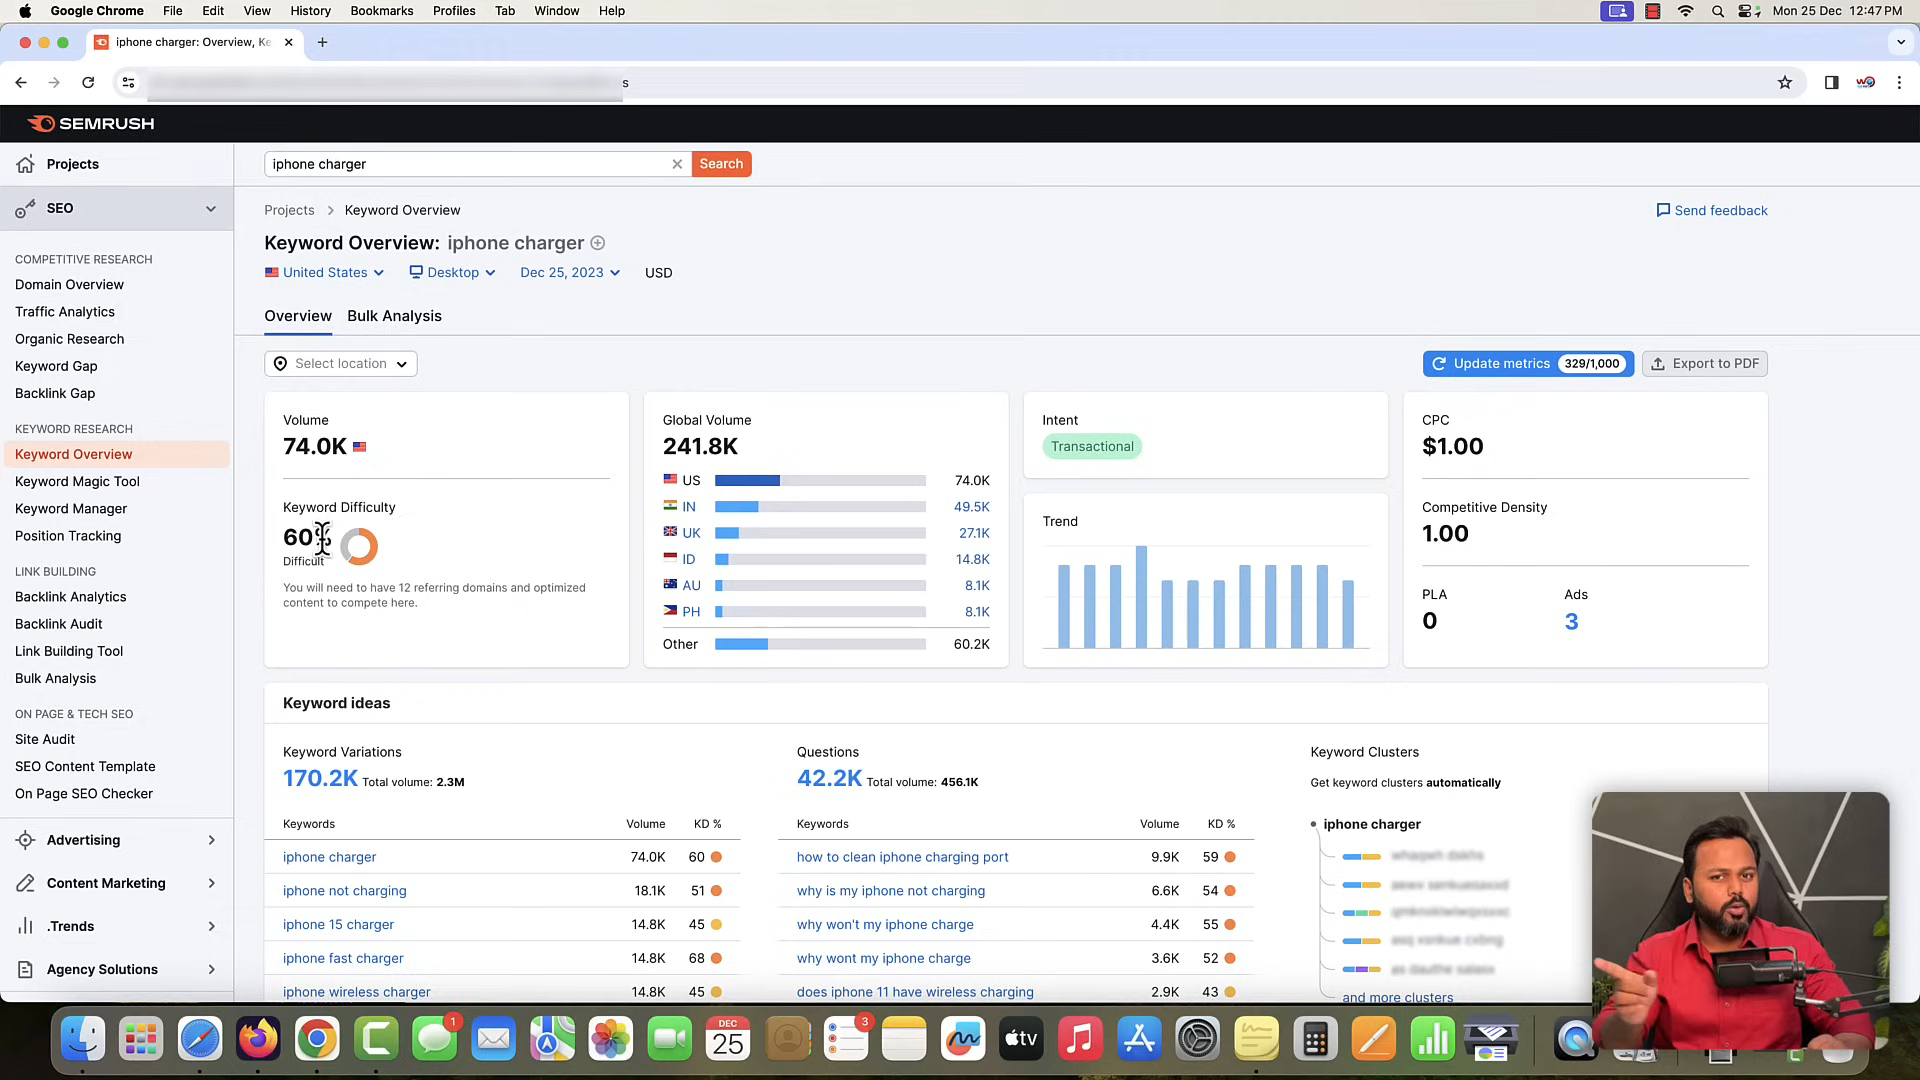 Google Chrome File Edit View History Bookmarks Profiles Tab Window Help
Mon 25 Dec 12:47 PM
iphone charger: Overview, Ke
s
SEMRUSH
Projects
iphone charger
Search
SEO
Projects Keyword Overview
Send feedback
Keyword Overview: iphone charger
United States Desktop Dec 25, 2023 USD
Overview Bulk Analysis
Select location
Update metrics 329/1,000
Export to PDF
COMPETITIVE RESEARCH
Domain Overview
Traffic Analytics
Organic Research
Keyword Gap
Backlink Gap
KEYWORD RESEARCH
Keyword Overview
Keyword Magic Tool
Keyword Manager
Position Tracking
LINK BUILDING
Backlink Analytics
Backlink Audit
Link Building Tool
Bulk Analysis
ON PAGE & TECH SEO
Site Audit
SEO Content Template
On Page SEO Checker
Advertising
Content Marketing
.Trends
Agency Solutions
Volume
74.0K
Keyword Difficulty
60%
Difficult
You will need to have 12 referring domains and optimized
content to compete here.
Global Volume
241.8K
US 74.0K
IN 49.5K
UK 27.1K
ID 14.8K
AU 8.1K
PH 8.1K
Other 60.2K
Intent
Transactional
Trend
CPC
$1.00
Competitive Density
1.00
PLA Ads
0 3
Keyword ideas
Keyword Variations
170.2K Total volume: 2.3M
Keywords Volume KD %
iphone charger 74.0K 60
iphone not charging 18.1K 51
iphone 15 charger 14.8K 45
iphone fast charger 14.8K 68
iphone wireless charger 14.8K 45
Questions
42.2K Total volume: 456.1K
Keywords Volume KD %
how to clean iphone charging port 9.9K 59
why is my iphone not charging 6.6K 54
why won't my iphone charge 4.4K 55
why wont my iphone charge 3.6K 52
does iphone 11 have wireless charging 2.9K 43
Keyword Clusters
Get keyword clusters automatically
iphone charger
and more clusters
1
DEC
25
3
tv